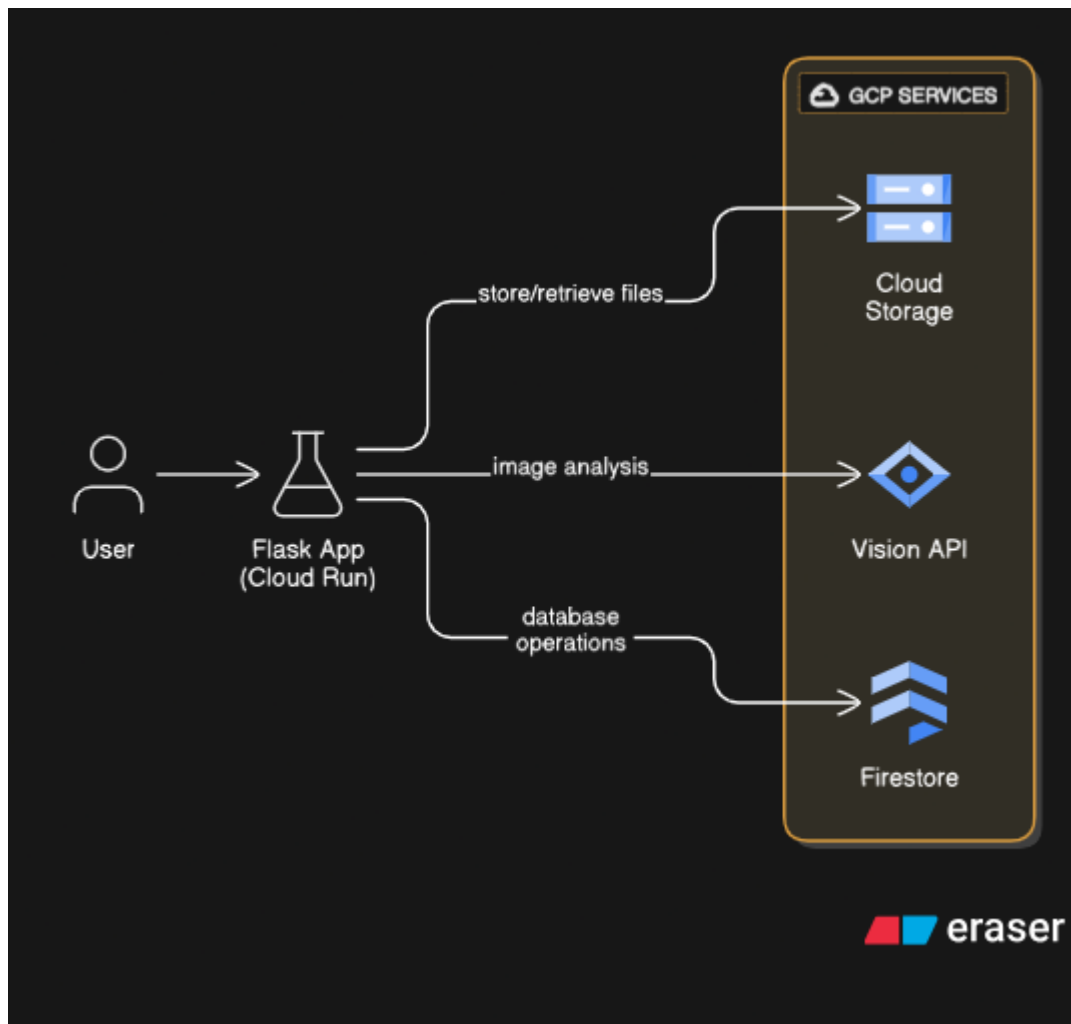 GCP SERVICES
Cloud
Storage
store/retrieve files
image analysis
User
Flask App
(Cloud Run)
Vision API
database
operations
Firestore
eraser